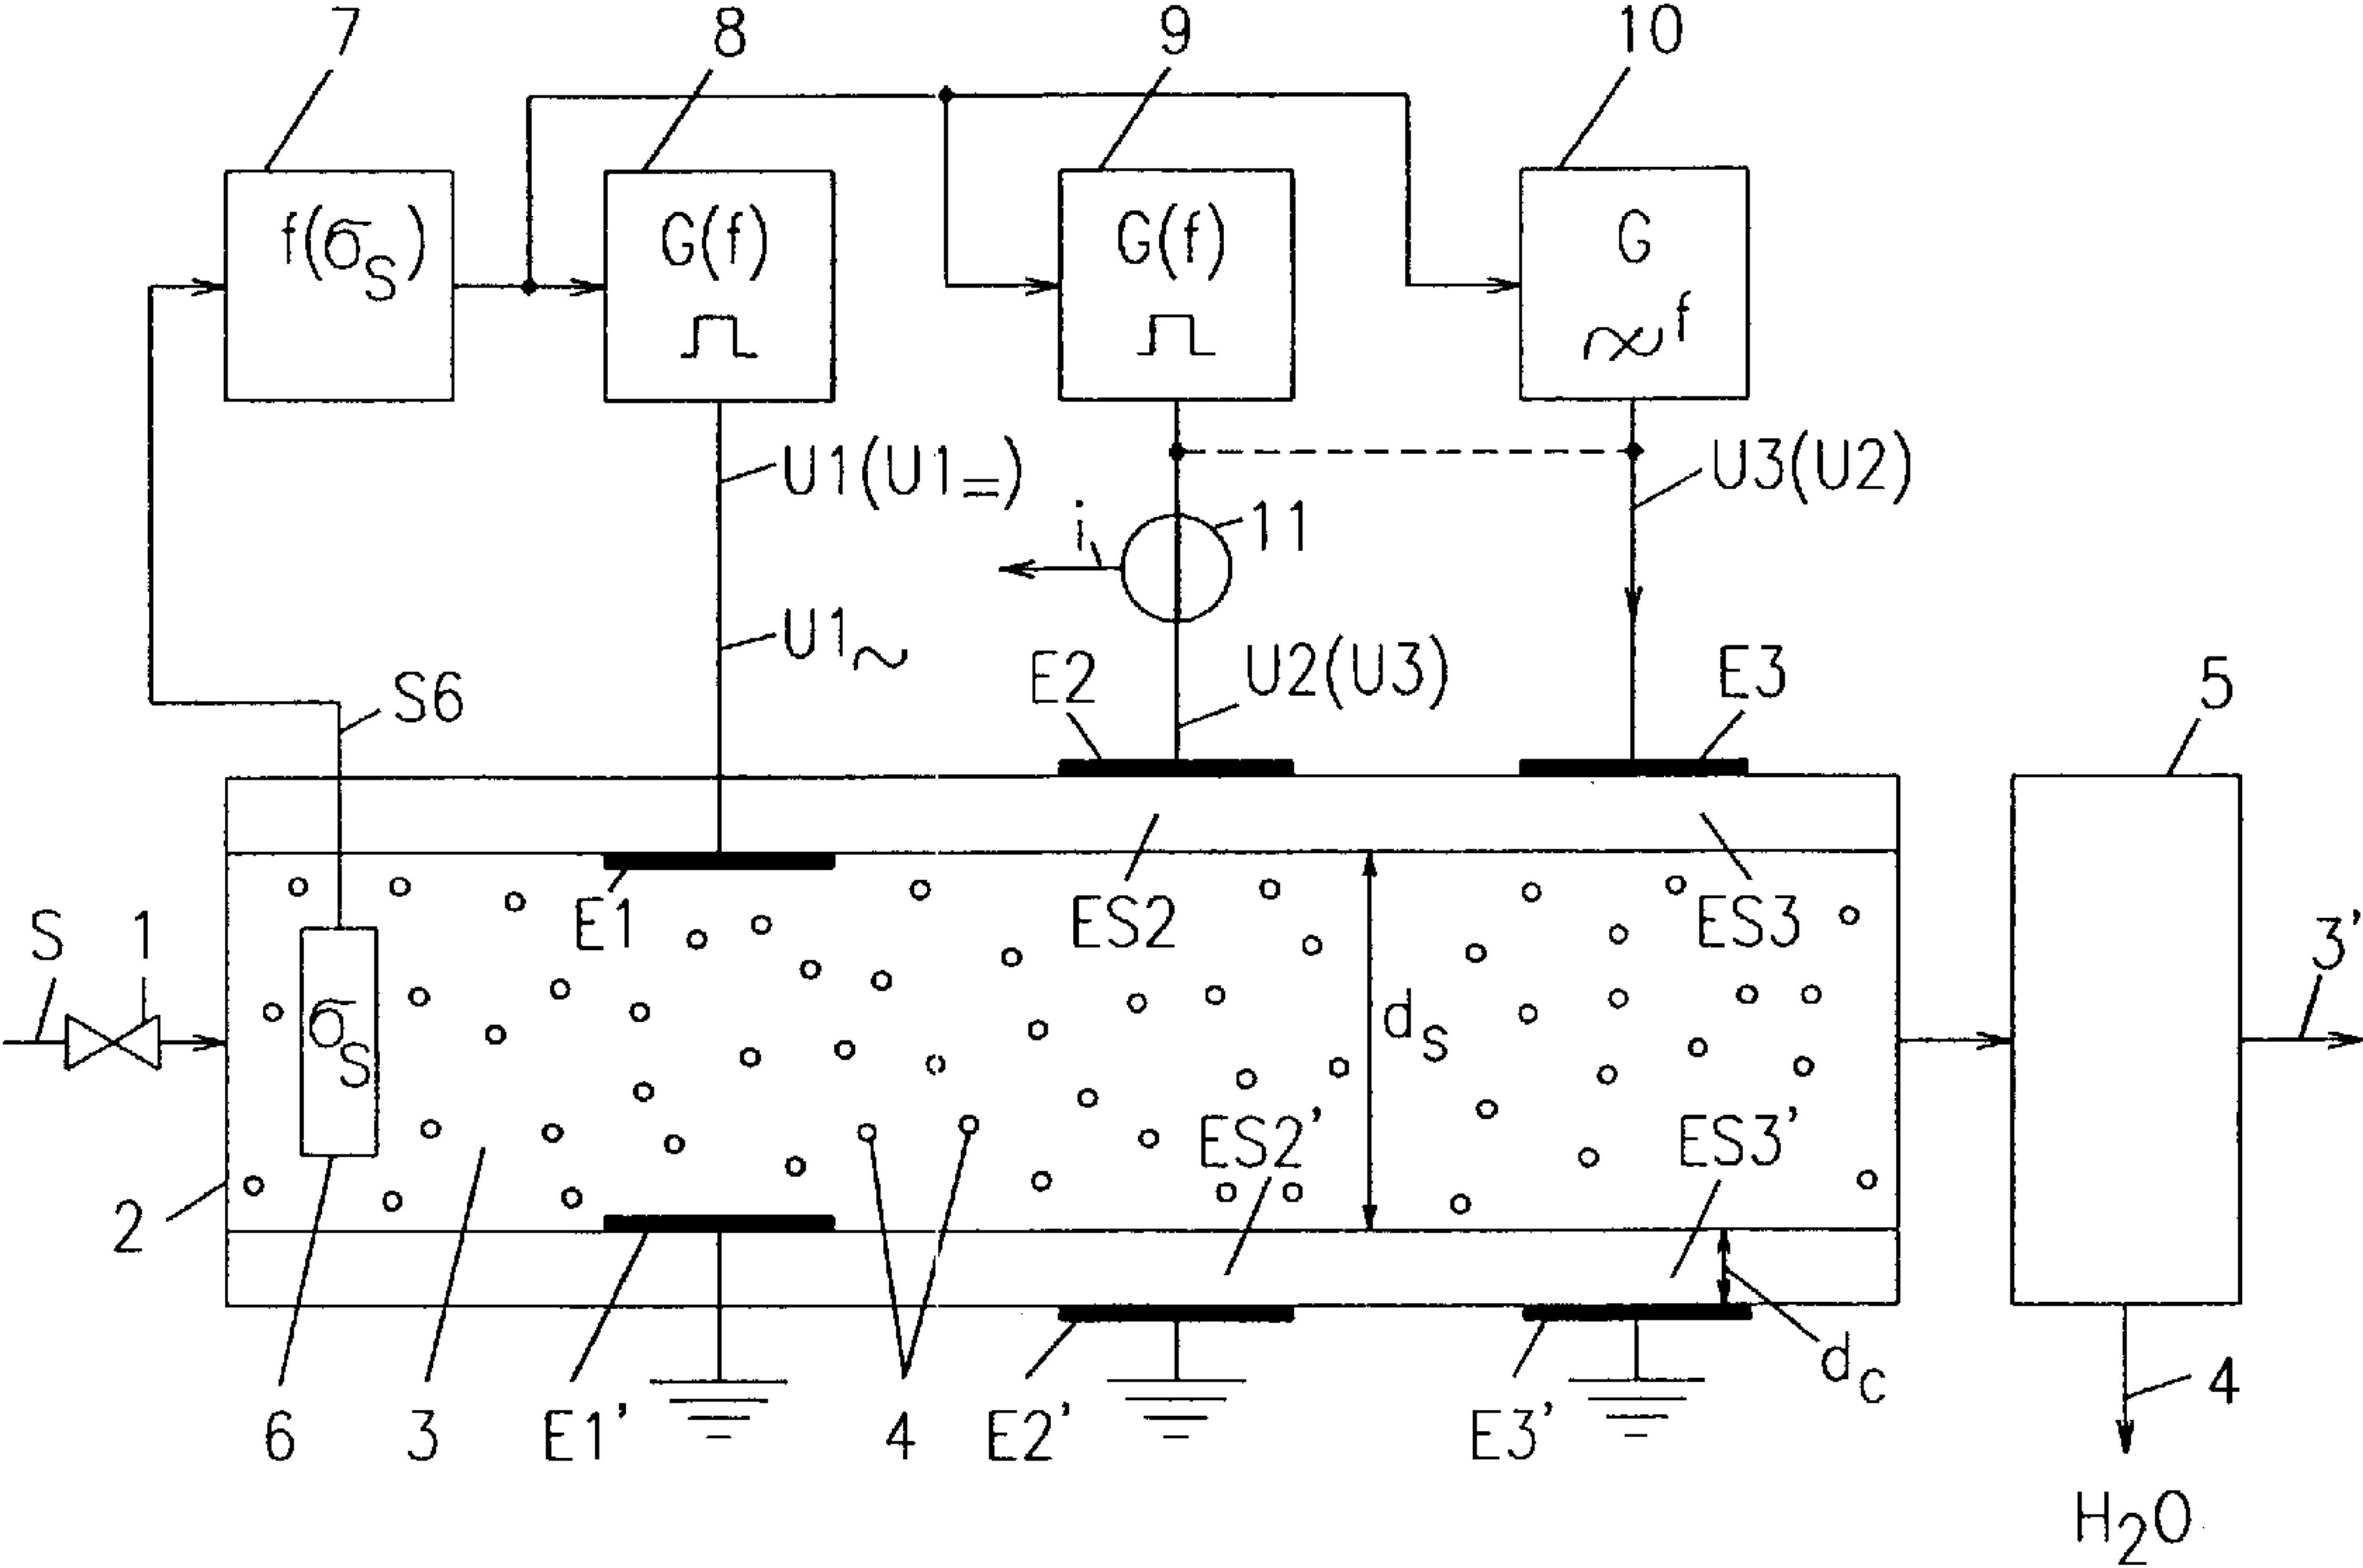 7 8 9 10
f(σS) G(f) G(f) G
f
U1(U1=) U3(U2)
i 11
U1~
S6 E2 U2(U3) E3 5
S 1 E1 ES2 ES3 3'
σS ds
2 ES2' ES3'
dc
6 3 E1' 4 E2' E3' 4
H2O